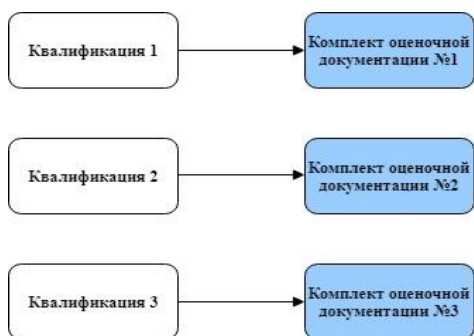 Квалификация 1
Комплект оценочной
документации №1
Квалификация 2
Комплект оценочной
документации №2
Квалификация 3
Комплект оценочной
документации №3